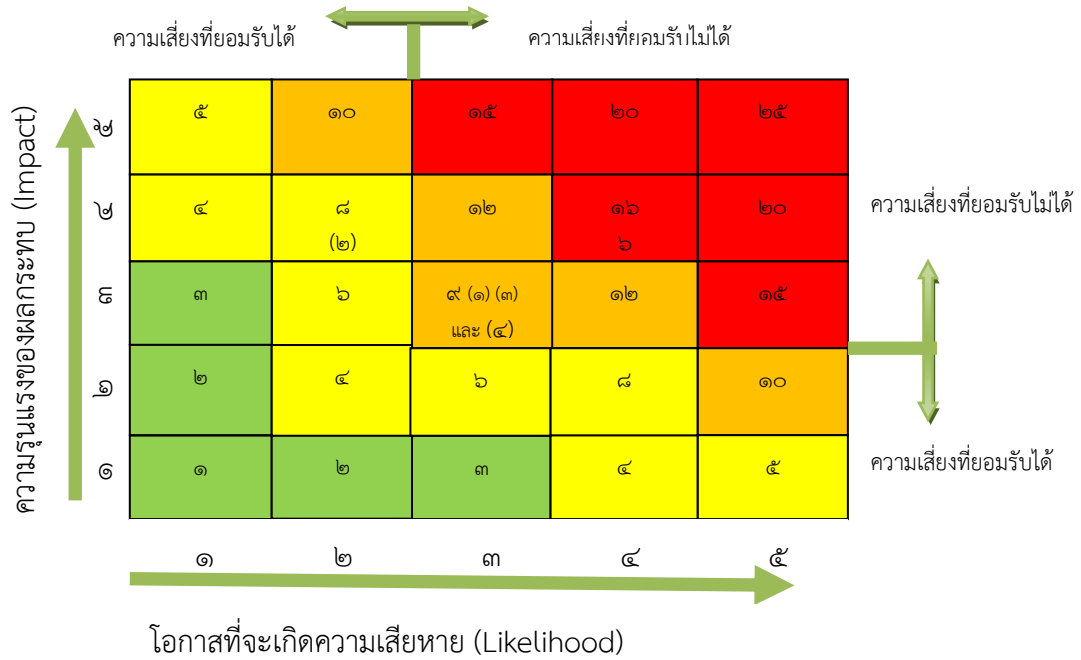 ความเสี่ยงที่ยอมรับได้ ความเสี่ยงที่ยอมรับไม่ได้
ความรุนแรงของผลกระทบ (Impact)
๕ ๕ ๑๐ ๑๕ ๒๐ ๒๕
๔ ๔ ๘ ๑๒ ๑๖ ๒๐
(๒) ๖
ความเสี่ยงที่ยอมรับไม่ได้
๓ ๓ ๖ ๙ (๑) (๓) ๑๒ ๑๕
และ (๔)
๒ ๒ ๔ ๖ ๘ ๑๐
๑ ๑ ๒ ๓ ๔ ๕
ความเสี่ยงที่ยอมรับได้
๑ ๒ ๓ ๔ ๕
โอกาสที่จะเกิดความเสียหาย (Likelihood)